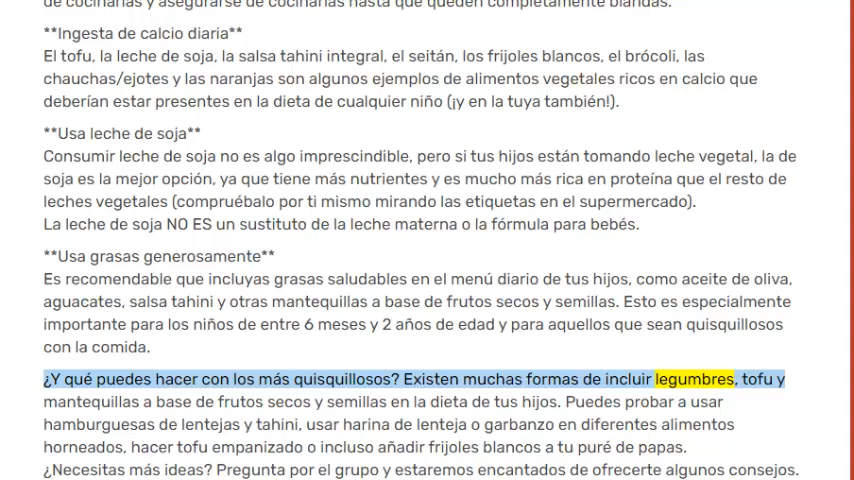 de cocinarlas y asegurarse de cocinarlas hasta que queden completamente blandas.
**Ingesta de calcio diaria**
El tofu, la leche de soja, la salsa tahini integral, el seitán, los frijoles blancos, el brócoli, las
chauchas/ejotes y las naranjas son algunos ejemplos de alimentos vegetales ricos en calcio que
deberían estar presentes en la dieta de cualquier niño (¡y en la tuya también!).
**Usa leche de soja**
Consumir leche de soja no es algo imprescindible, pero si tus hijos están tomando leche vegetal, la de
soja es la mejor opción, ya que tiene más nutrientes y es mucho más rica en proteína que el resto de
leches vegetales (compruébalo por ti mismo mirando las etiquetas en el supermercado).
La leche de soja NO ES un sustituto de la leche materna o la fórmula para bebés.
**Usa grasas generosamente**
Es recomendable que incluyas grasas saludables en el menú diario de tus hijos, como aceite de oliva,
aguacates, salsa tahini y otras mantequillas a base de frutos secos y semillas. Esto es especialmente
importante para los niños de entre 6 meses y 2 años de edad y para aquellos que sean quisquillosos
con la comida.
¿Y qué puedes hacer con los más quisquillosos? Existen muchas formas de incluir legumbres, tofu y
mantequillas a base de frutos secos y semillas en la dieta de tus hijos. Puedes probar a usar
hamburguesas de lentejas y tahini, usar harina de lenteja o garbanzo en diferentes alimentos
horneados, hacer tofu empanizado o incluso añadir frijoles blancos a tu puré de papas.
¿Necesitas más ideas? Pregunta por el grupo y estaremos encantados de ofrecerte algunos consejos.